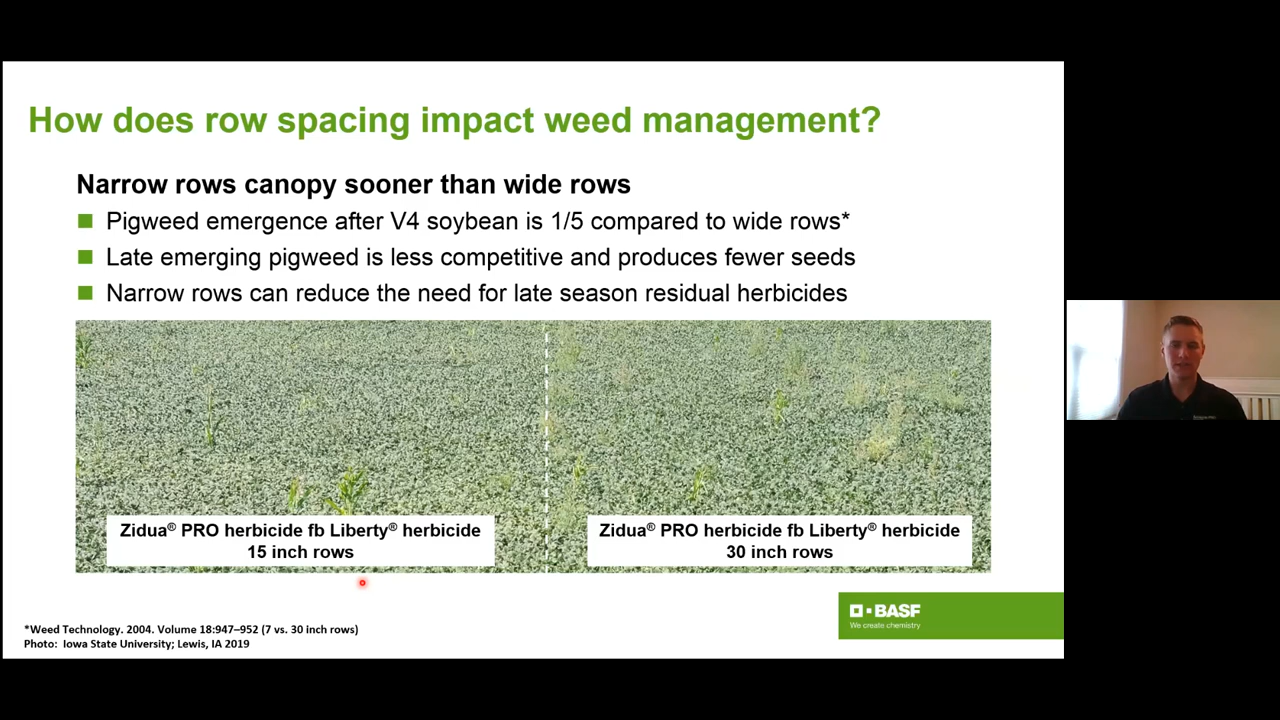 How does row spacing impact weed management?
Narrow rows canopy sooner than wide rows
Pigweed emergence after V4 soybean is 1/5 compared to wide rows*
Late emerging pigweed is less competitive and produces fewer seeds
Narrow rows can reduce the need for late season residual herbicides
Zidua® PRO herbicide fb Liberty® herbicide
15 inch rows
Zidua® PRO herbicide fb Liberty® herbicide
30 inch rows
BASF
We create chemistry
*Weed Technology. 2004. Volume 18:947–952 (7 vs. 30 inch rows)
Photo: Iowa State University; Lewis, IA 2019